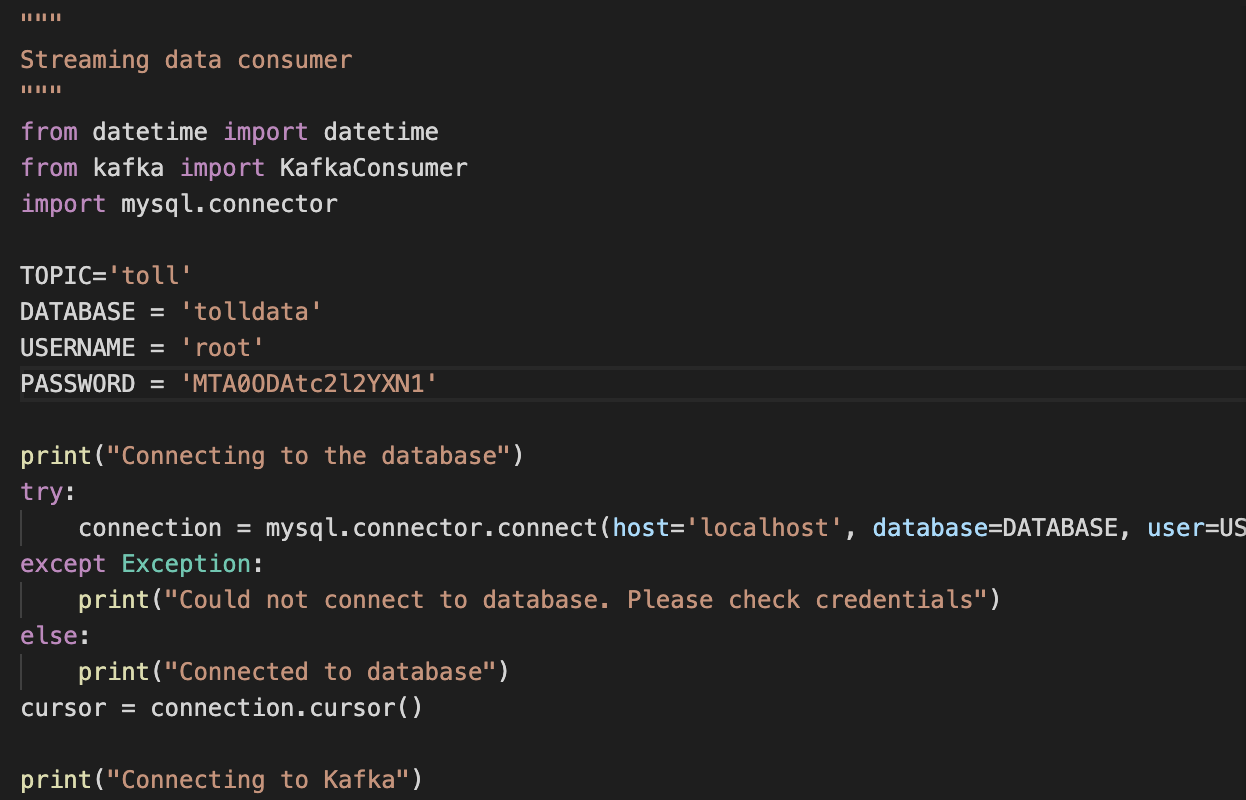 """
Streaming data consumer
"""
from datetime import datetime
from kafka import KafkaConsumer
import mysql.connector
TOPIC='toll'
DATABASE = 'tolldata'
USERNAME = 'root'
PASSWORD = 'MTA0ODAtc2l2YXN1'
print("Connecting to the database")
try:
    connection = mysql.connector.connect(host='localhost', database=DATABASE, user=US
except Exception:
    print("Could not connect to database. Please check credentials")
else:
    print("Connected to database")
cursor = connection.cursor()
print("Connecting to Kafka")